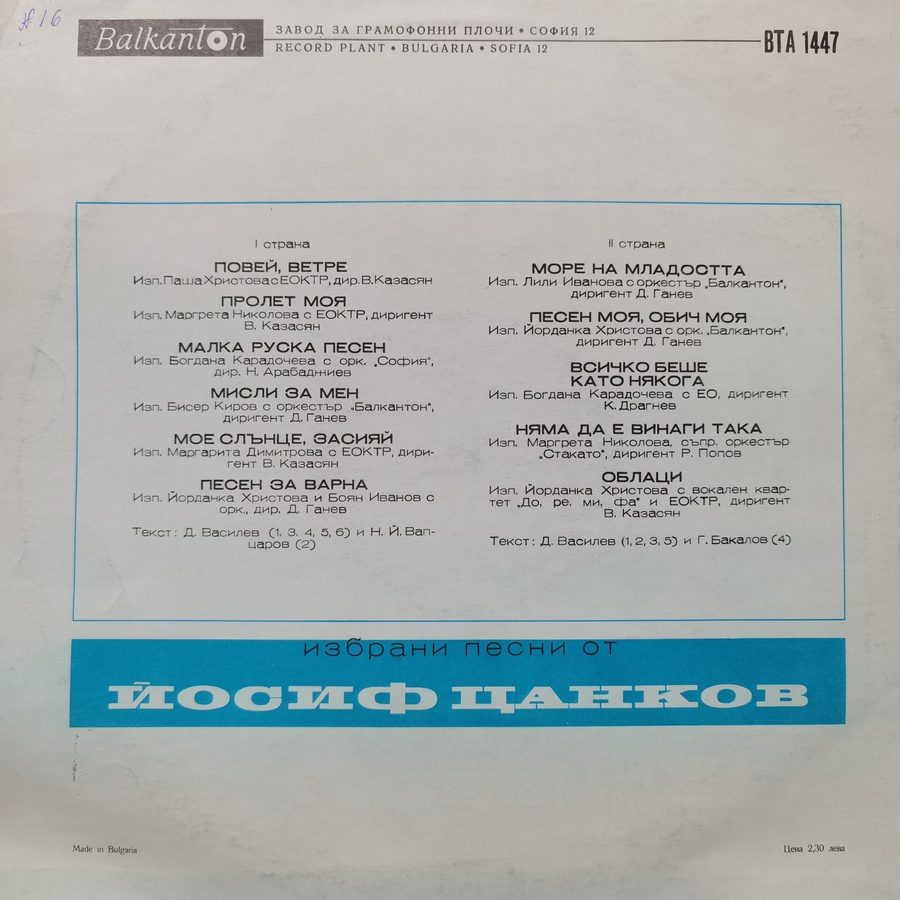 № 16
Balkanton
ЗАВОД ЗА ГРАМОФОННИ ПЛОЧИ • СОФИЯ 12
RECORD PLANT • BULGARIA • SOFIA 12
ВТА 1447
I страна
ПОВЕЙ, ВЕТРЕ
Изп. Паша Христова с ЕОКТР, дир. В. Казасян
ПРОЛЕТ МОЯ
Изп. Маргрета Николова с ЕОКТР, диригент
В. Казасян
МАЛКА РУСКА ПЕСЕН
Изп. Богдана Карадочева с орк. „София",
дир. Н. Арабаджиев
МИСЛИ ЗА МЕН
Изп. Бисер Киров с оркестър „Балкантон",
диригент Д. Ганев
МОЕ СЛЪНЦЕ, ЗАСИЯЙ
Изп. Маргарита Димитрова с ЕОКТР, дири-
гент В. Казасян
ПЕСЕН ЗА ВАРНА
Изп. Йорданка Христова и Боян Иванов с
орк., дир. Д. Ганев
Текст: Д. Василев (1. 3. 4, 5, 6) и Н. Й. Вап-
царов (2)
II страна
МОРЕ НА МЛАДОСТТА
Изп. Лили Иванова с оркестър „Балкантон",
диригент Д. Ганев
ПЕСЕН МОЯ, ОБИЧ МОЯ
Изп. Йорданка Христова с орк. „Балкантон",
диригент Д. Ганев
ВСИЧКО БЕШЕ
КАТО НЯКОГА
Изп. Богдана Карадочева с ЕО, диригент
К. Драгнев
НЯМА ДА Е ВИНАГИ ТАКА
Изп. Маргрета Николова, съпр. оркестър
„Стакато", диригент Р. Попов
ОБЛАЦИ
Изп. Йорданка Христова с вокален квар-
тет „До, ре, ми, фа" и ЕОКТР, диригент
В. Казасян
Текст: Д. Василев (1, 2, 3, 5) и Г. Бакалов (4)
избрани песни от
ЙОСИФ ЦАНКОВ
Made in Bulgaria
Цена 2,30 лева